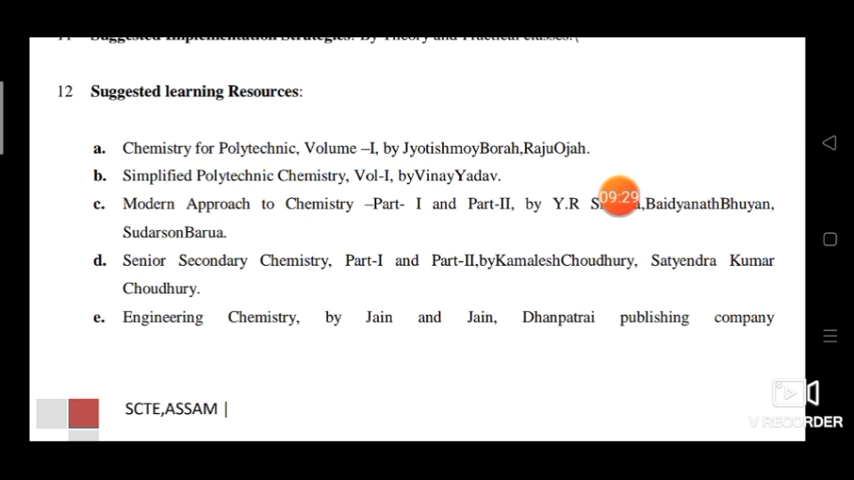 12 Suggested learning Resources:
a. Chemistry for Polytechnic, Volume –I, by JyotishmoyBorah,RajuOjah.
b. Simplified Polytechnic Chemistry, Vol-I, byVinayYadav.
c. Modern Approach to Chemistry –Part- I and Part-II, by Y.R 09:29 ,BaidyanathBhuyan,
SudarsonBarua.
d. Senior Secondary Chemistry, Part-I and Part-II,byKamaleshChoudhury, Satyendra Kumar
Choudhury.
e. Engineering Chemistry, by Jain and Jain, Dhanpatrai publishing company
SCTE,ASSAM |
V RECORDER